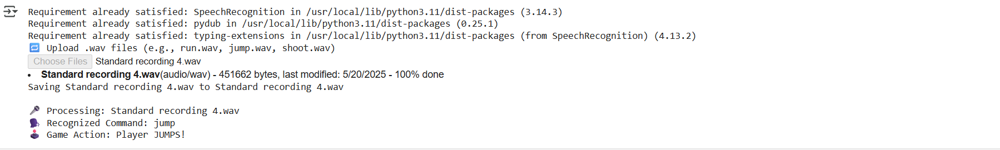 Requirement already satisfied: SpeechRecognition in /usr/local/lib/python3.11/dist-packages (3.14.3)
Requirement already satisfied: pydub in /usr/local/lib/python3.11/dist-packages (0.25.1)
Requirement already satisfied: typing-extensions in /usr/local/lib/python3.11/dist-packages (from SpeechRecognition) (4.13.2)
🔁 Upload .wav files (e.g., run.wav, jump.wav, shoot.wav)
Choose Files Standard recording 4.wav
• Standard recording 4.wav(audio/wav) - 451662 bytes, last modified: 5/20/2025 - 100% done
Saving Standard recording 4.wav to Standard recording 4.wav
🎤 Processing: Standard recording 4.wav
🗣 Recognized Command: jump
🕹 Game Action: Player JUMPS!